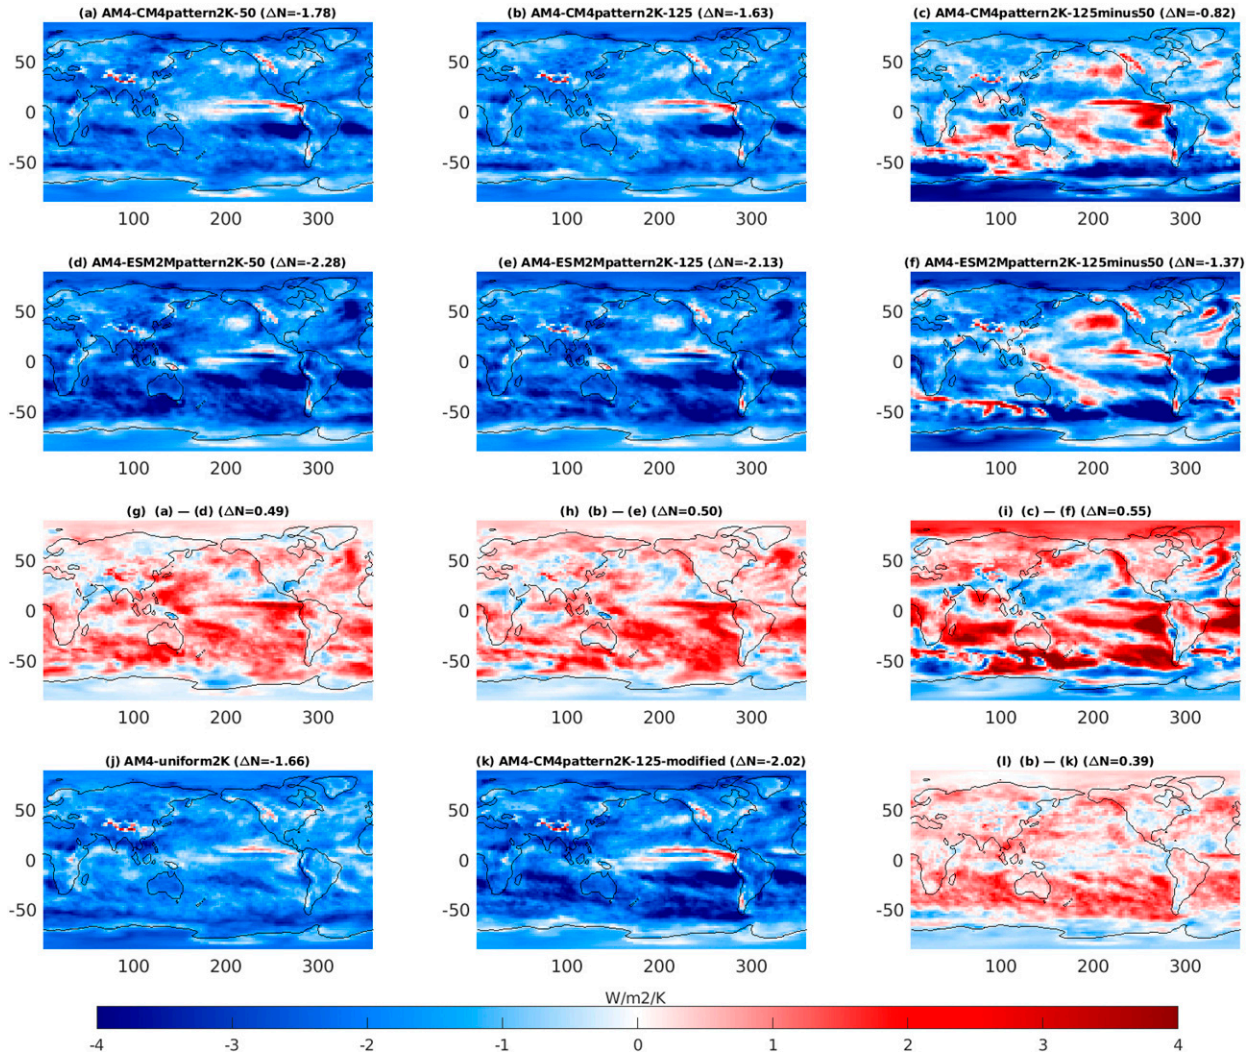 (a) AM4-CM4pattern2K-50 (ΔN=-1.78)
(b) AM4-CM4pattern2K-125 (ΔN=-1.63)
(c) AM4-CM4pattern2K-125minus50 (ΔN=-0.82)
50
0
-50
100 200 300
50
0
-50
100 200 300
50
0
-50
100 200 300
(d) AM4-ESM2Mpattern2K-50 (ΔN=-2.28)
(e) AM4-ESM2Mpattern2K-125 (ΔN=-2.13)
(f) AM4-ESM2Mpattern2K-125minus50 (ΔN=-1.37)
50
0
-50
100 200 300
50
0
-50
100 200 300
50
0
-50
100 200 300
(g) (a) — (d) (ΔN=0.49)
(h) (b) — (e) (ΔN=0.50)
(i) (c) — (f) (ΔN=0.55)
50
0
-50
100 200 300
50
0
-50
100 200 300
50
0
-50
100 200 300
(j) AM4-uniform2K (ΔN=-1.66)
(k) AM4-CM4pattern2K-125-modified (ΔN=-2.02)
(l) (b) — (k) (ΔN=0.39)
50
0
-50
100 200 300
50
0
-50
100 200 300
50
0
-50
100 200 300
W/m2/K
-4 -3 -2 -1 0 1 2 3 4